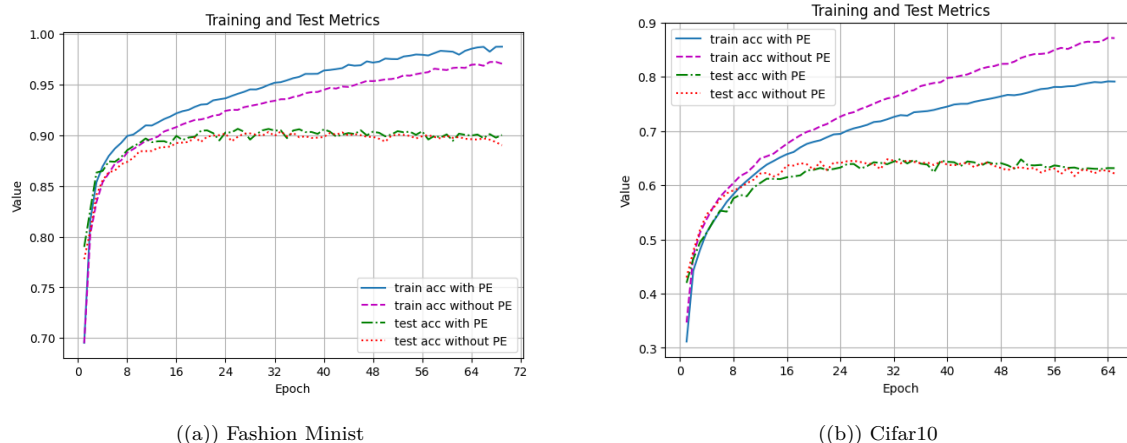 Training and Test Metrics
1.00
0.95
0.90
0.85
0.80
0.75
0.70
Value
train acc with PE
train acc without PE
test acc with PE
test acc without PE
0 8 16 24 32 40 48 56 64 72
Epoch
((a)) Fashion Minist
Training and Test Metrics
0.9
0.8
0.7
0.6
0.5
0.4
0.3
Value
train acc with PE
train acc without PE
test acc with PE
test acc without PE
0 8 16 24 32 40 48 56 64
Epoch
((b)) Cifar10